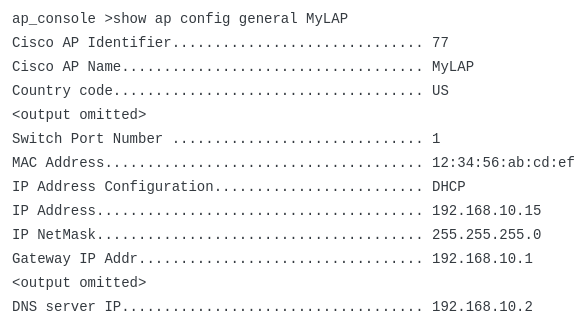 ap_console >show ap config general MyLAP
Cisco AP Identifier.............................. 77
Cisco AP Name.................................... MyLAP
Country code..................................... US
<output omitted>
Switch Port Number .............................. 1
MAC Address...................................... 12:34:56:ab:cd:ef
IP Address Configuration......................... DHCP
IP Address....................................... 192.168.10.15
IP NetMask....................................... 255.255.255.0
Gateway IP Addr.................................. 192.168.10.1
<output omitted>
DNS server IP.................................... 192.168.10.2